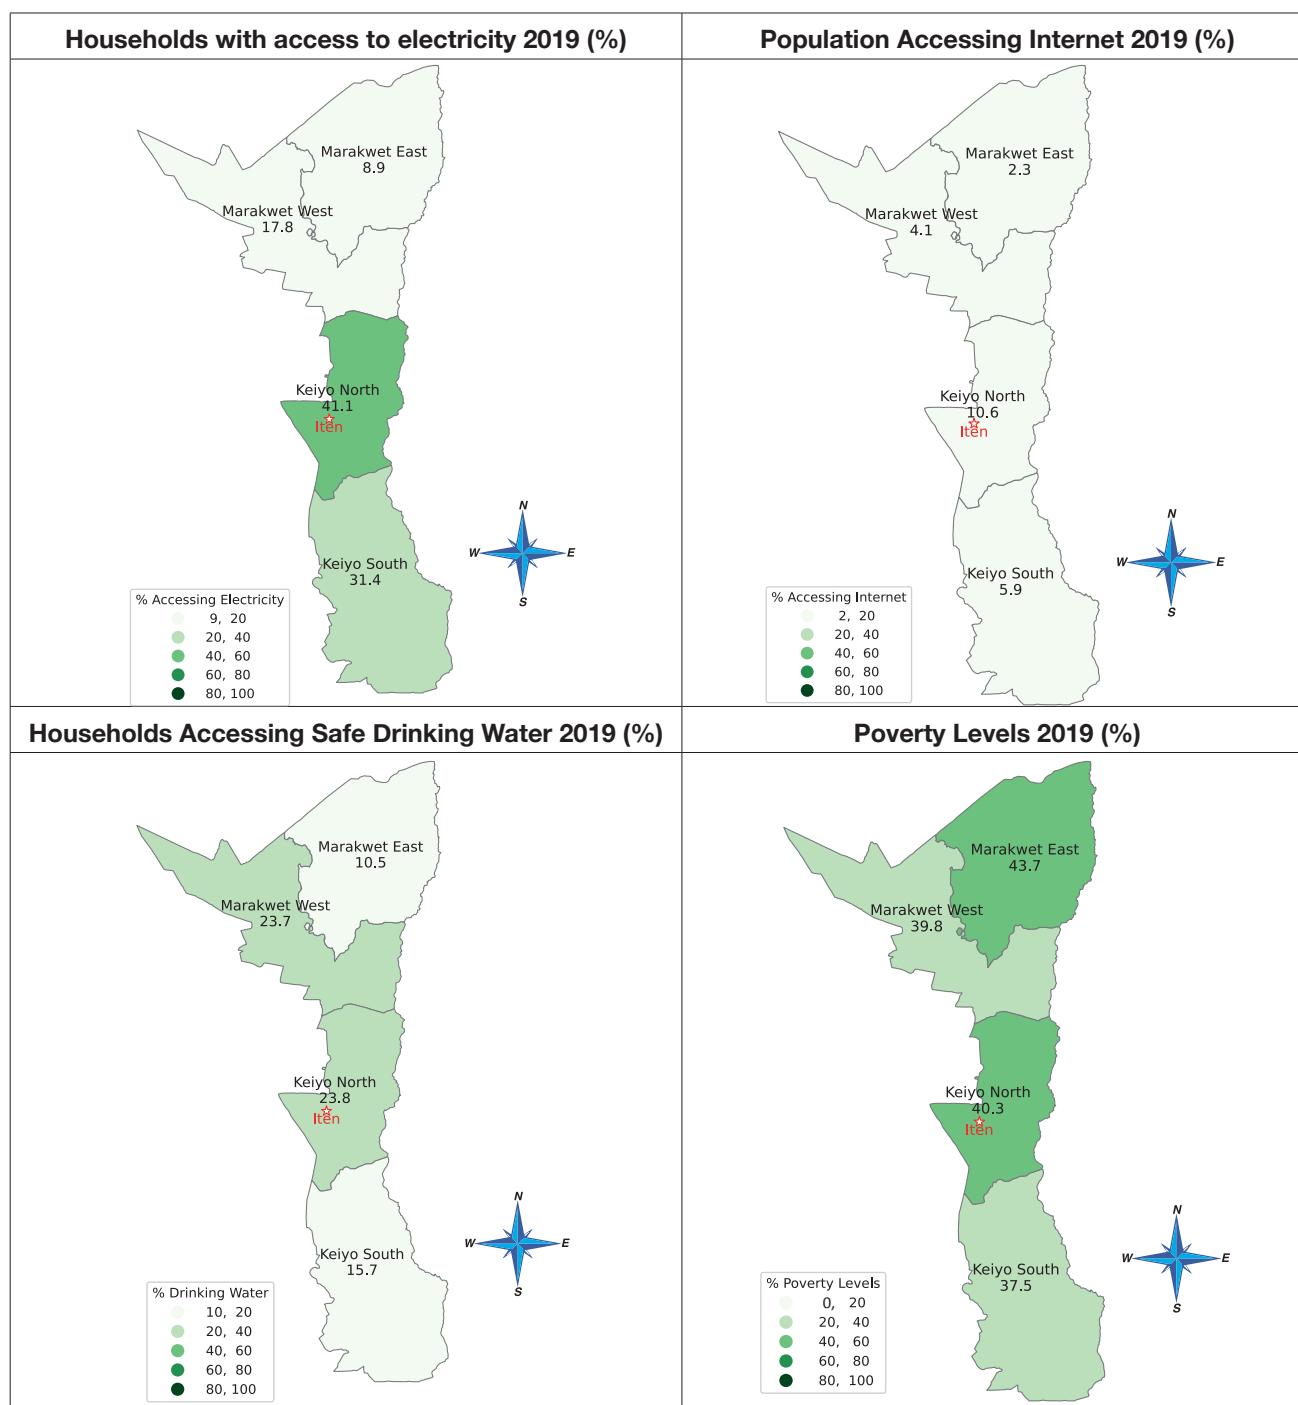 Households with access to electricity 2019 (%)
Marakwet East
8.9
Marakwet West
17.8
Keiyo North
41.1
Iten
Keiyo South
31.4
N
W
E
S
% Accessing Electricity
9, 20
20, 40
40, 60
60, 80
80, 100
Population Accessing Internet 2019 (%)
Marakwet East
2.3
Marakwet West
4.1
Keiyo North
10.6
Iten
Keiyo South
5.9
N
W
E
S
% Accessing Internet
2, 20
20, 40
40, 60
60, 80
80, 100
Households Accessing Safe Drinking Water 2019 (%)
Marakwet East
10.5
Marakwet West
23.7
Keiyo North
23.8
Iten
Keiyo South
15.7
N
W
E
S
% Drinking Water
10, 20
20, 40
40, 60
60, 80
80, 100
Poverty Levels 2019 (%)
Marakwet East
43.7
Marakwet West
39.8
Keiyo North
40.3
Iten
Keiyo South
37.5
N
W
E
S
% Poverty Levels
0, 20
20, 40
40, 60
60, 80
80, 100